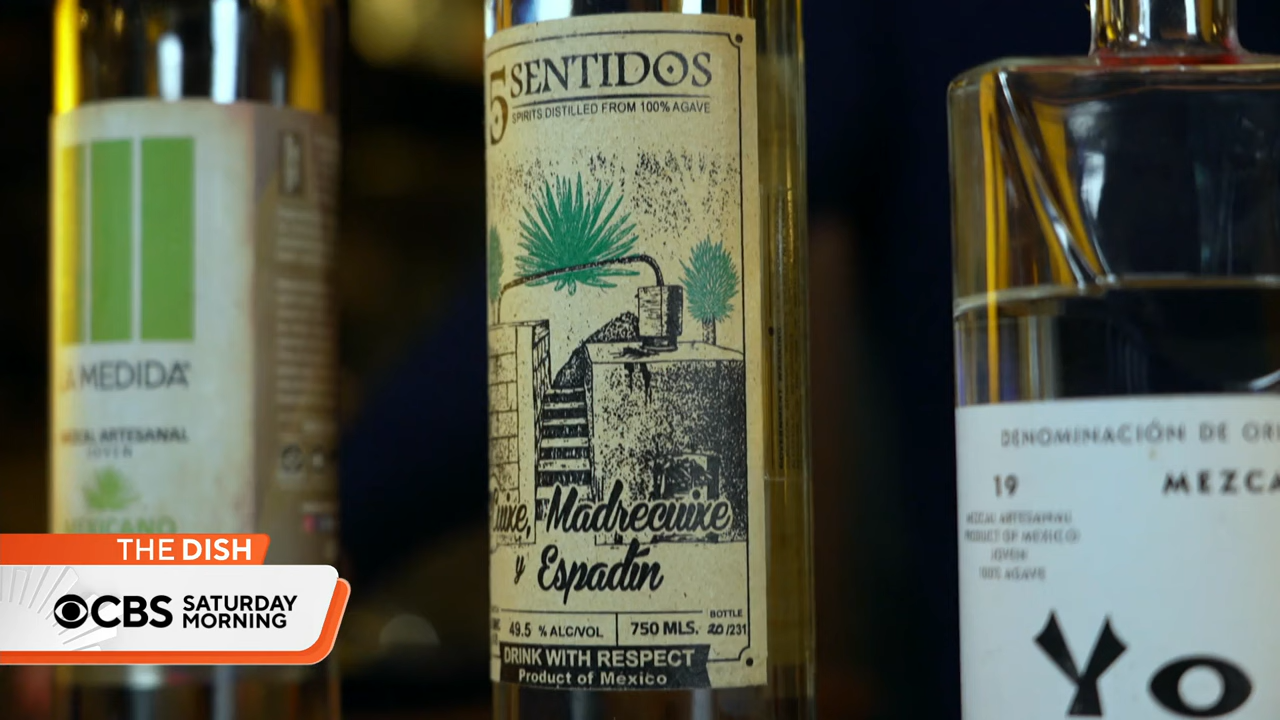 A MEDIDA
MEZCAL ARTESANAL
JOVEN
MEXICANO
5 SENTIDOS
SPIRITS DISTILLED FROM 100% AGAVE
Cuixe, Madrecuixe
y Espadín
49.5 % ALC/VOL
750 MLS.
BOTTLE
20/231
DRINK WITH RESPECT
Product of México
DENOMINACIÓN DE ORI
19
MEZCA
MEZCAL ARTESANAL
PRODUCT OF MEXICO
JOVEN
100% AGAVE
YO
THE DISH
CBS SATURDAY
MORNING